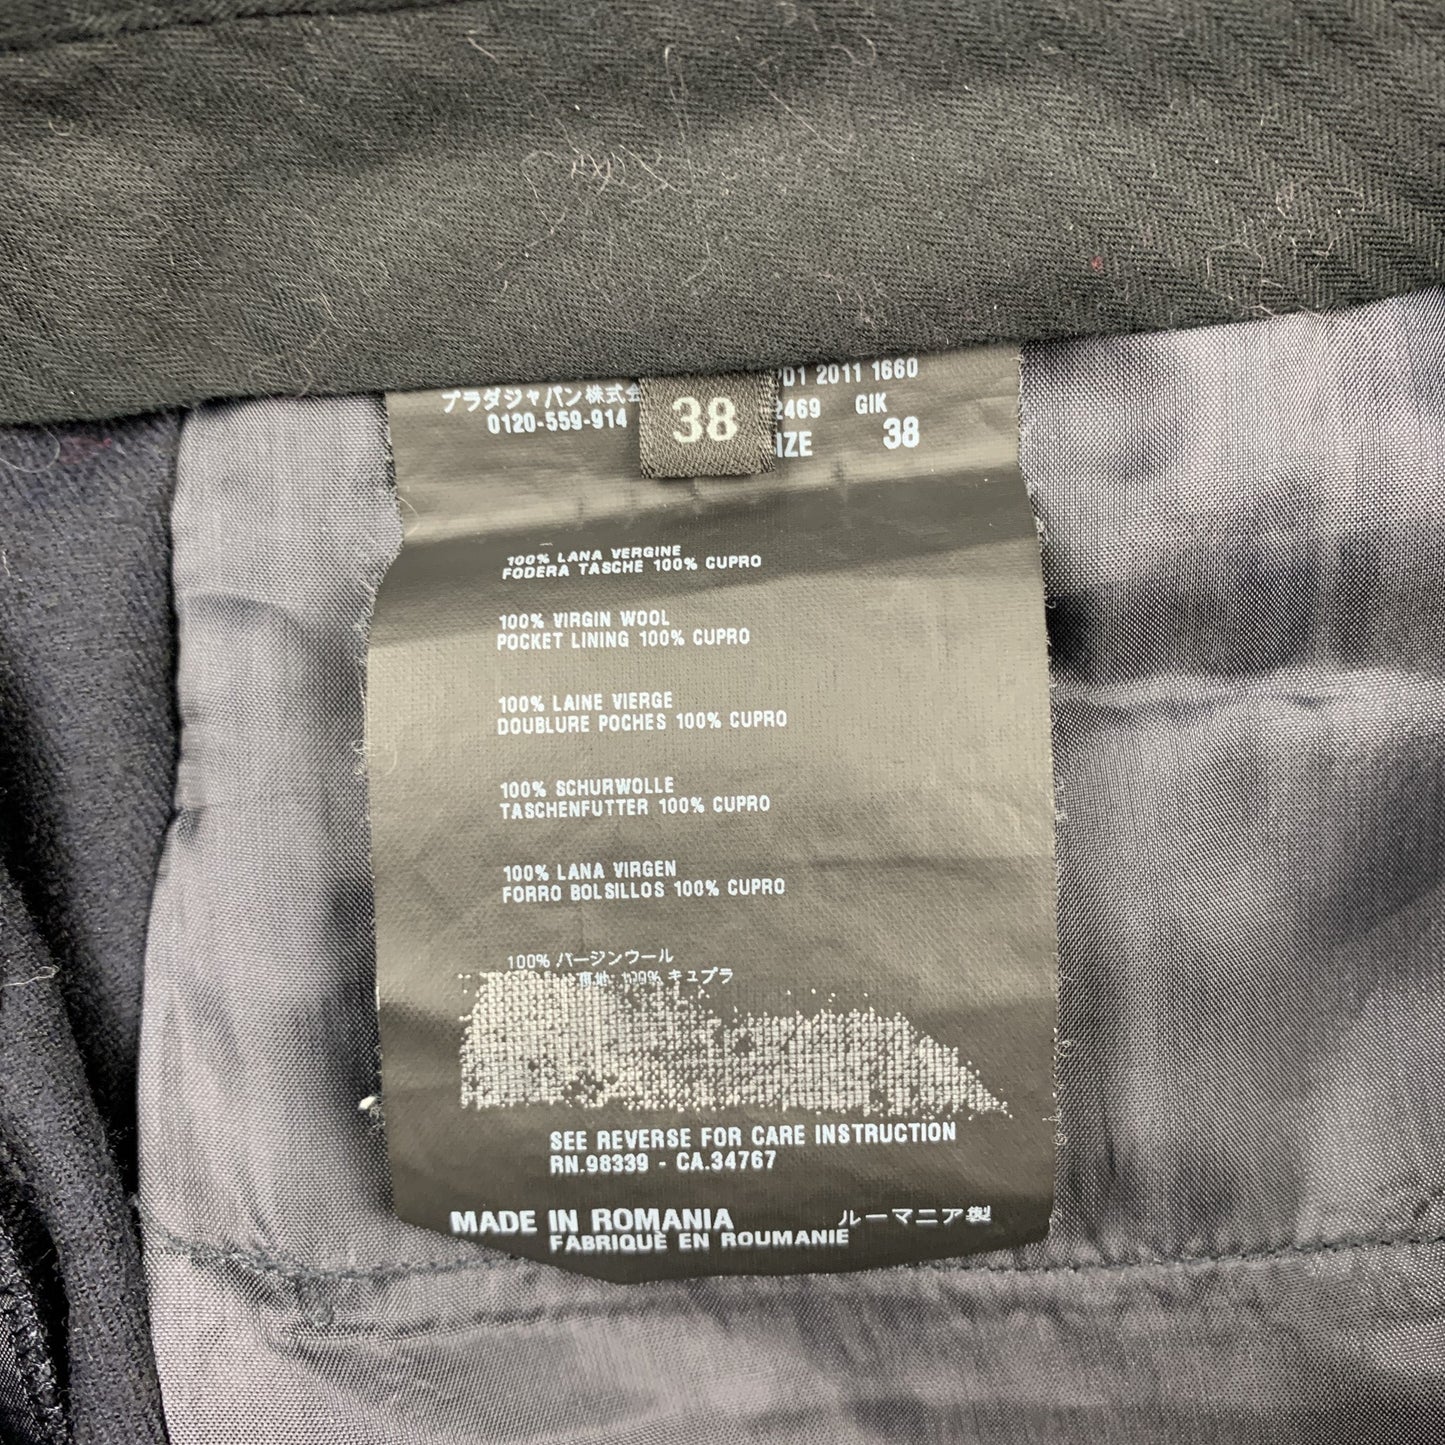 プラダジャパン株式会
0120-559-914
38
2011 1660
2469 GIK
SIZE 38
100% LANA VERGINE
FODERA TASCHE 100% CUPRO
100% VIRGIN WOOL
POCKET LINING 100% CUPRO
100% LAINE VIERGE
DOUBLURE POCHES 100% CUPRO
100% SCHURWOLLE
TASCHENFUTTER 100% CUPRO
100% LANA VIRGEN
FORRO BOLSILLOS 100% CUPRO
100% バージンウール
100% キュプラ
SEE REVERSE FOR CARE INSTRUCTION
RN.98339 - CA.34767
MADE IN ROMANIA ルーマニア製
FABRIQUE EN ROUMANIE